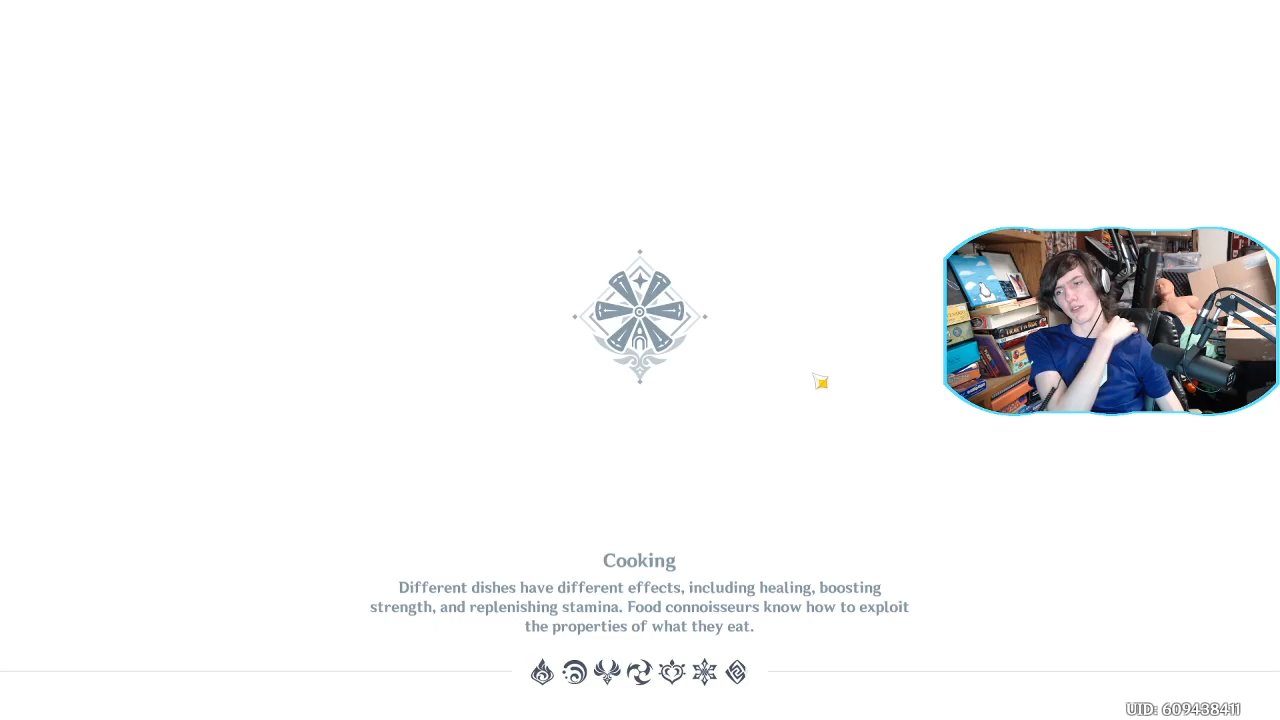 Cooking
Different dishes have different effects, including healing, boosting
strength, and replenishing stamina. Food connoisseurs know how to exploit
the properties of what they eat.
UID: 609438411